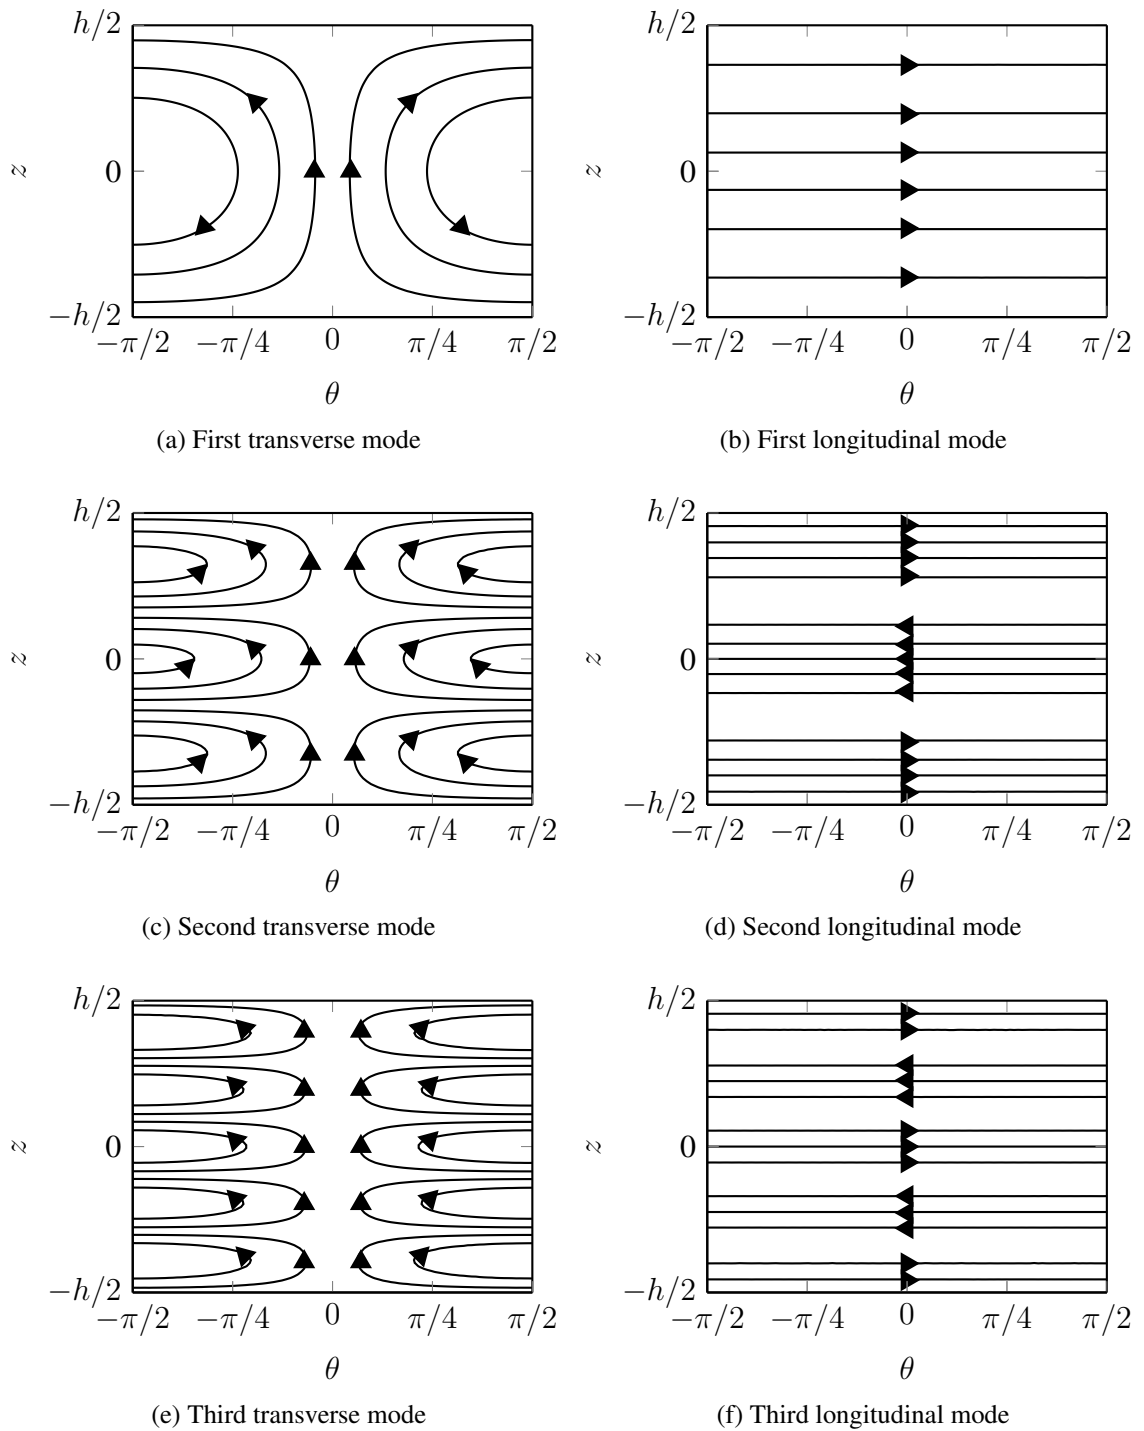 h/2 h/2
z 0 z 0
−h/2 −h/2
−π/2 −π/4 0 π/4 π/2 −π/2 −π/4 0 π/4 π/2
θ θ
(a) First transverse mode (b) First longitudinal mode
h/2 h/2
z 0 z 0
−h/2 −h/2
−π/2 −π/4 0 π/4 π/2 −π/2 −π/4 0 π/4 π/2
θ θ
(c) Second transverse mode (d) Second longitudinal mode
h/2 h/2
z 0 z 0
−h/2 −h/2
−π/2 −π/4 0 π/4 π/2 −π/2 −π/4 0 π/4 π/2
θ θ
(e) Third transverse mode (f) Third longitudinal mode